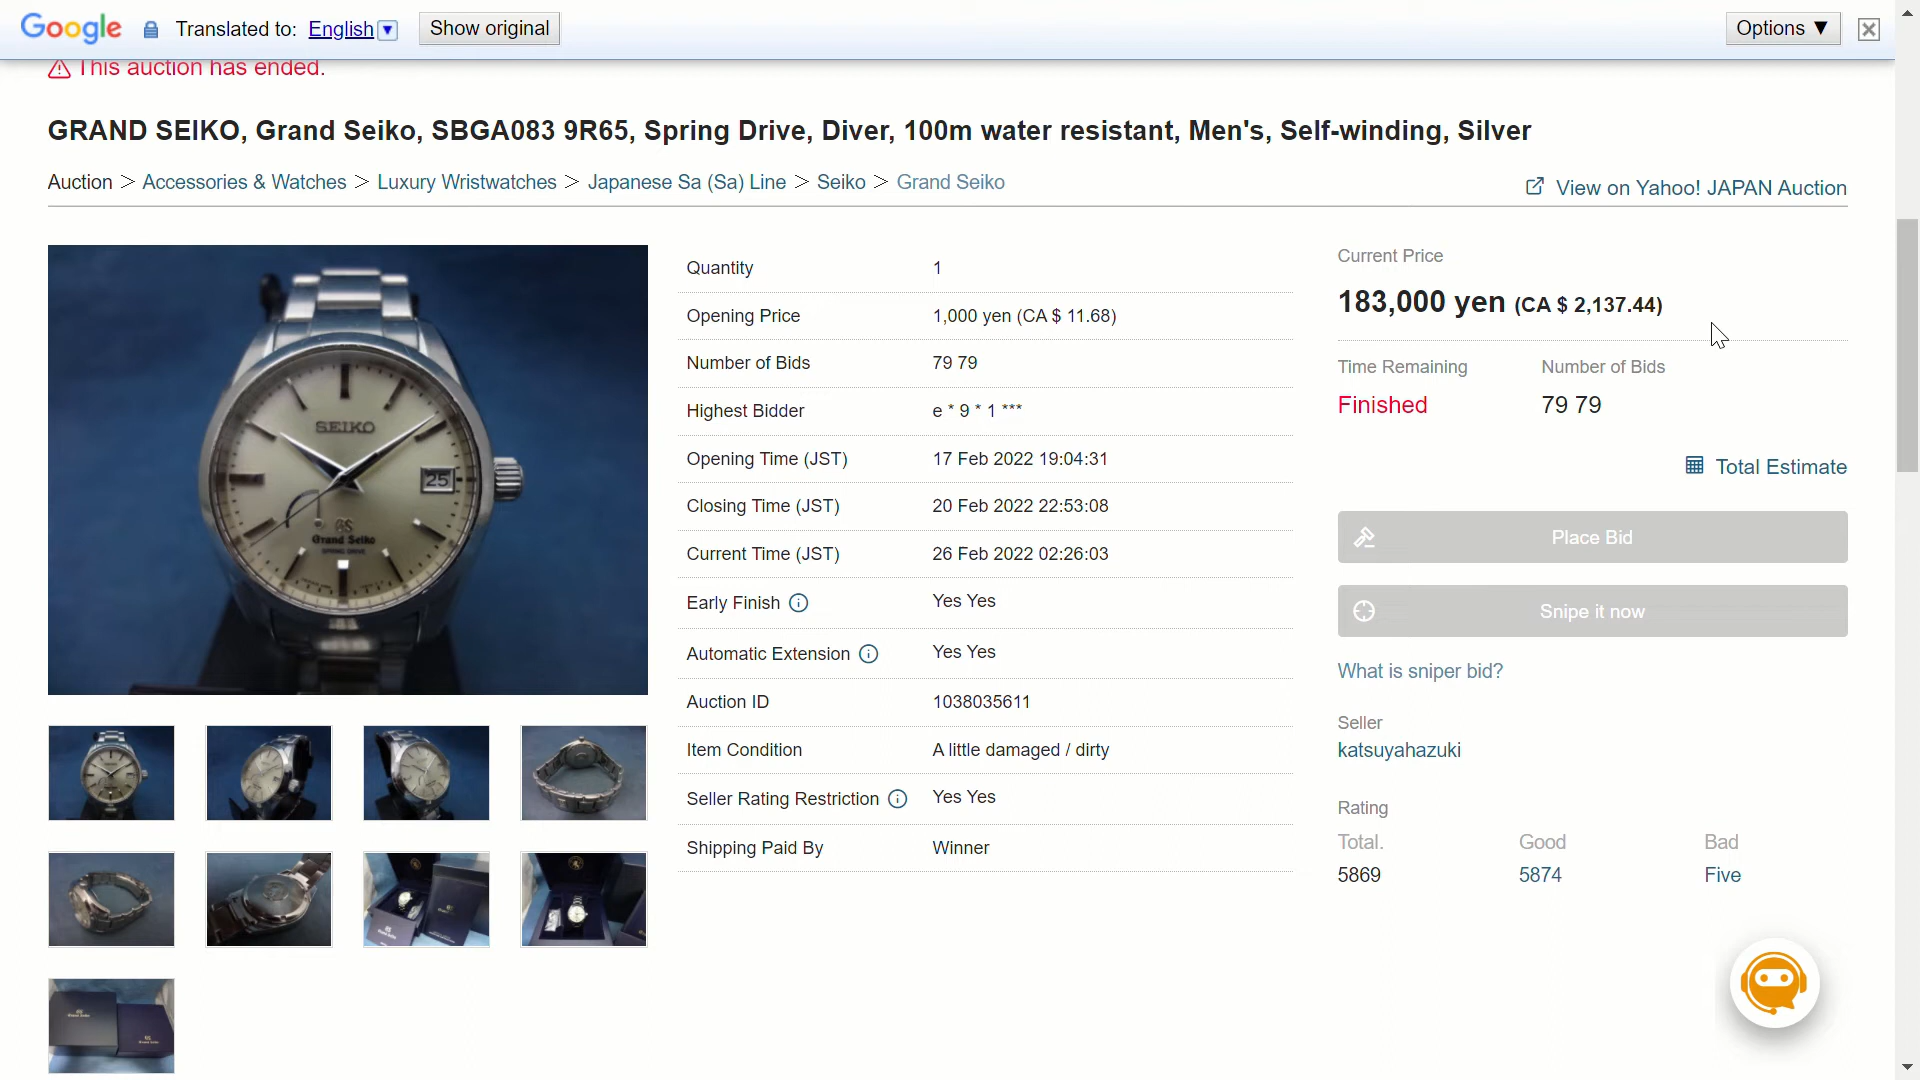 Google Translated to: English Show original Options ▼
This auction has ended.
GRAND SEIKO, Grand Seiko, SBGA083 9R65, Spring Drive, Diver, 100m water resistant, Men's, Self-winding, Silver
Auction > Accessories & Watches > Luxury Wristwatches > Japanese Sa (Sa) Line > Seiko > Grand Seiko
View on Yahoo! JAPAN Auction
SEIKO
25
GS
Grand Seiko
SPRING DRIVE
Quantity 1
Opening Price 1,000 yen (CA $ 11.68)
Number of Bids 79 79
Highest Bidder e * 9 * 1 ***
Opening Time (JST) 17 Feb 2022 19:04:31
Closing Time (JST) 20 Feb 2022 22:53:08
Current Time (JST) 26 Feb 2022 02:26:03
Early Finish Yes Yes
Automatic Extension Yes Yes
Auction ID 1038035611
Item Condition A little damaged / dirty
Seller Rating Restriction Yes Yes
Shipping Paid By Winner
Current Price
183,000 yen (CA $ 2,137.44)
Time Remaining Number of Bids
Finished 79 79
Total Estimate
Place Bid
Snipe it now
What is sniper bid?
Seller
katsuyahazuki
Rating
Total. Good Bad
5869 5874 Five